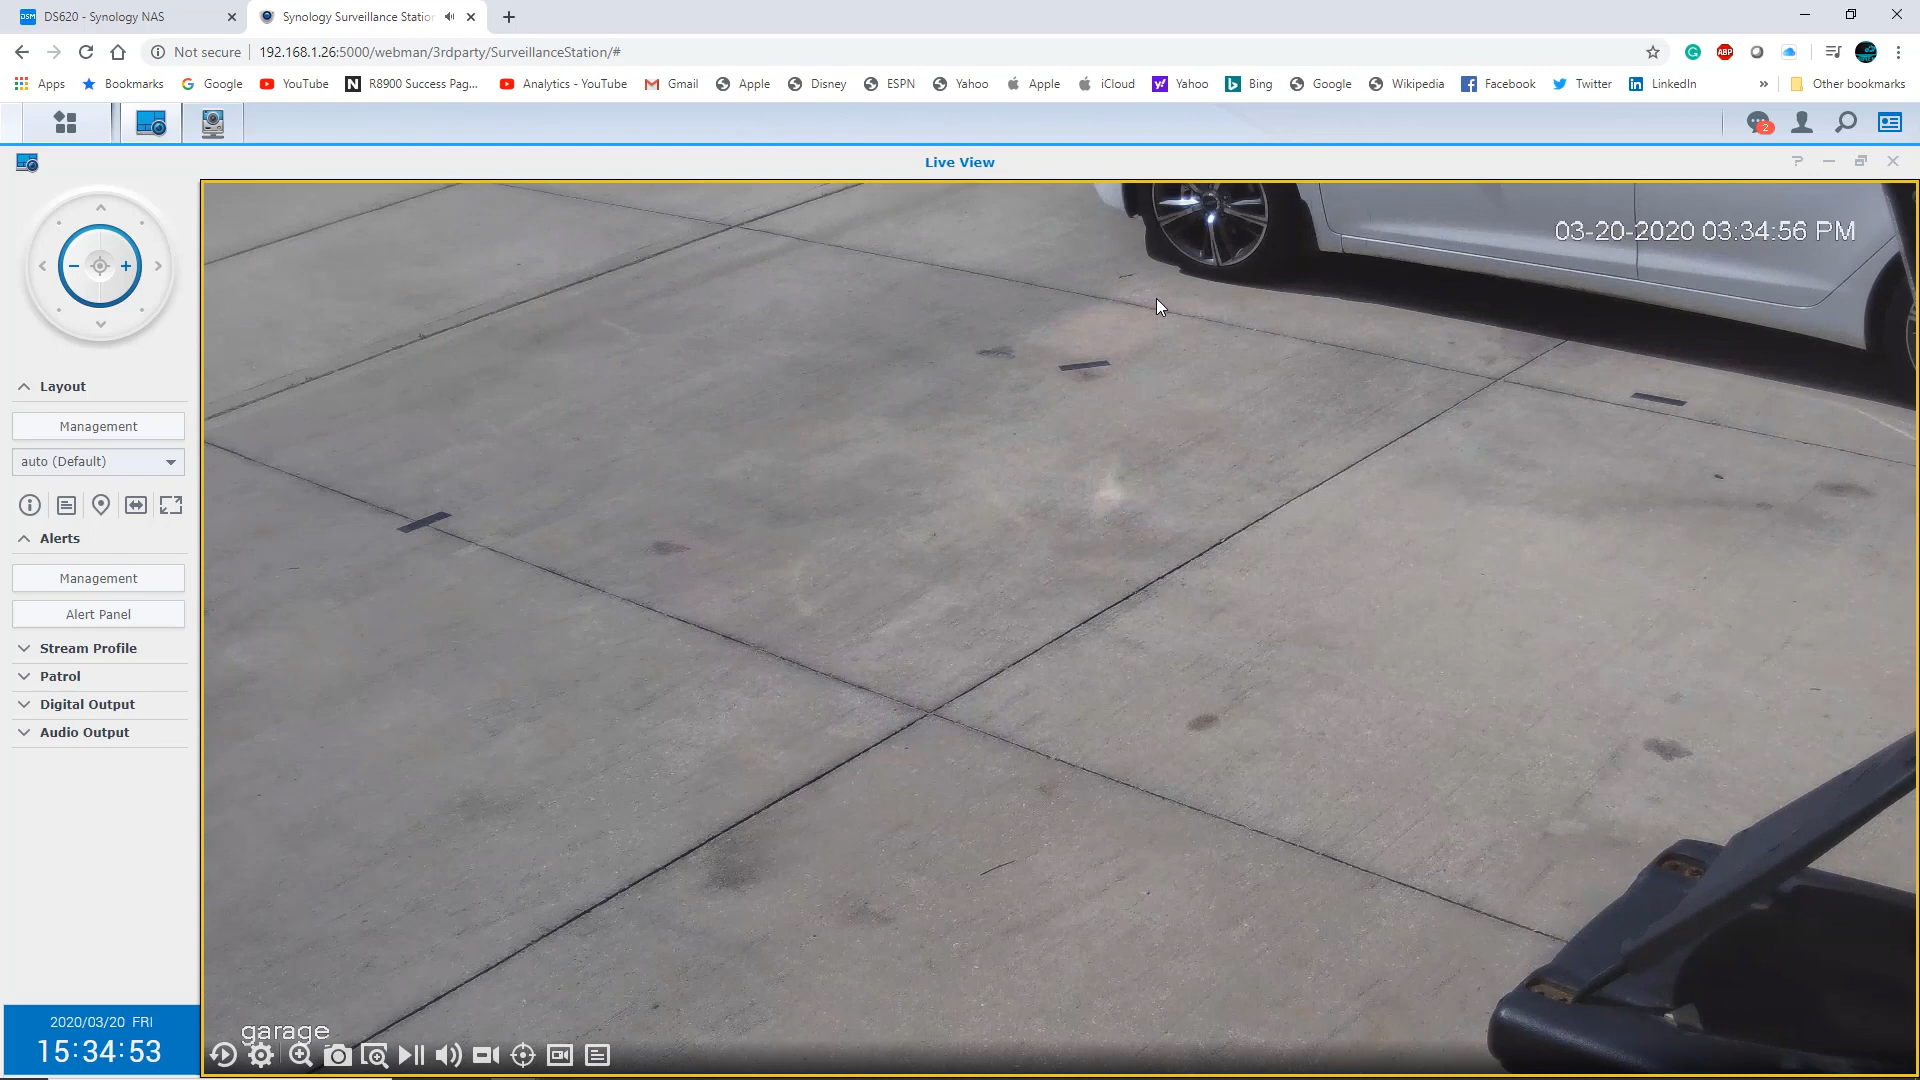 DS620 - Synology NAS
Synology Surveillance Statio
Not secure
192.168.1.26:5000/webman/3rdparty/SurveillanceStation/#
ABP
Apps
Bookmarks
Google
YouTube
R8900 Success Pag...
Analytics - YouTube
Gmail
Apple
Disney
ESPN
Yahoo
Apple
iCloud
Yahoo
Bing
Google
Wikipedia
Facebook
Twitter
LinkedIn
»
Other bookmarks
2
Live View
03-20-2020 03:34:56 PM
Layout
Management
auto (Default)
Alerts
Management
Alert Panel
Stream Profile
Patrol
Digital Output
Audio Output
2020/03/20 FRI
15:34:53
garage